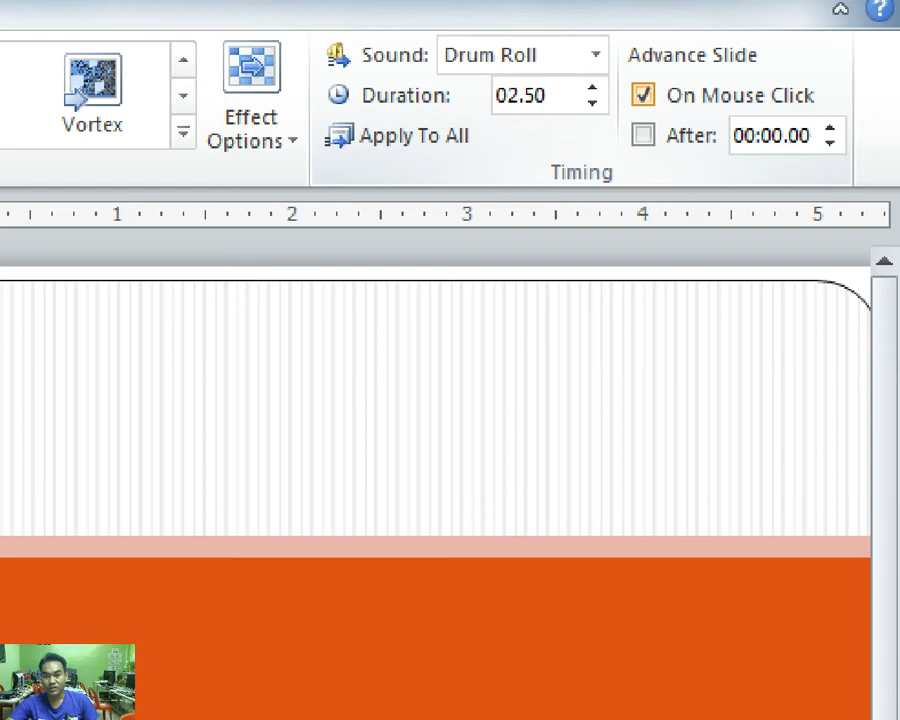 Vortex
Effect
Options
Sound: Drum Roll
Duration: 02.50
Apply To All
Advance Slide
On Mouse Click
After: 00:00.00
Timing
1 2 3 4 5
?